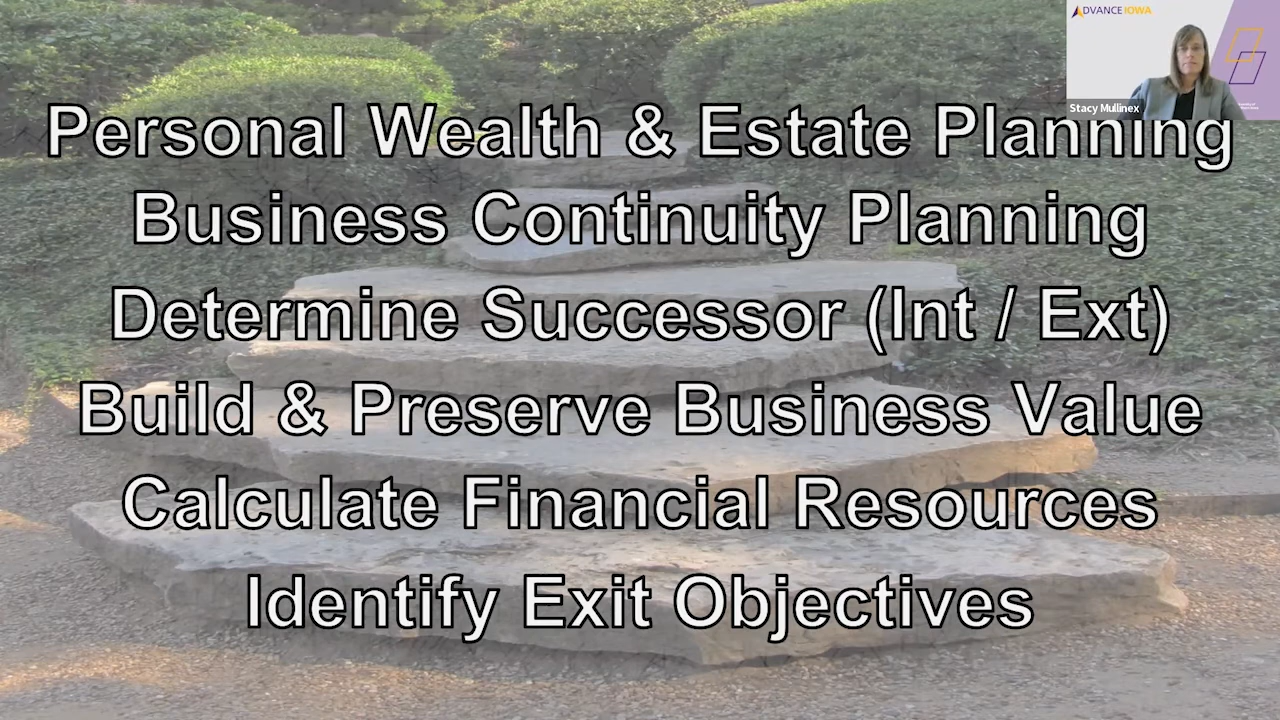 ADVANCE IOWA
Stacy Mullinex
Personal Wealth & Estate Planning
Business Continuity Planning
Determine Successor (Int / Ext)
Build & Preserve Business Value
Calculate Financial Resources
Identify Exit Objectives